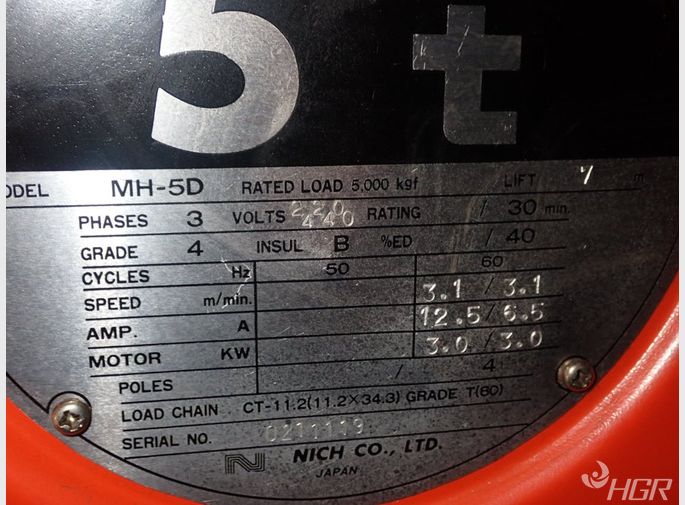 5 t
ODEL MH-5D RATED LOAD 5,000 kgf LIFT 7 m
PHASES 3 VOLTS 220 440 RATING / 30 min.
GRADE 4 INSUL B %ED / 40
CYCLES Hz 50 60
SPEED m/min. 3.1 / 3.1
AMP. A 12.5 / 6.5
MOTOR KW 3.0 / 3.0
POLES / 4
LOAD CHAIN CT-11.2(11.2×34.3) GRADE T(80)
SERIAL NO. 0211119
N NICH CO., LTD.
JAPAN
HGR